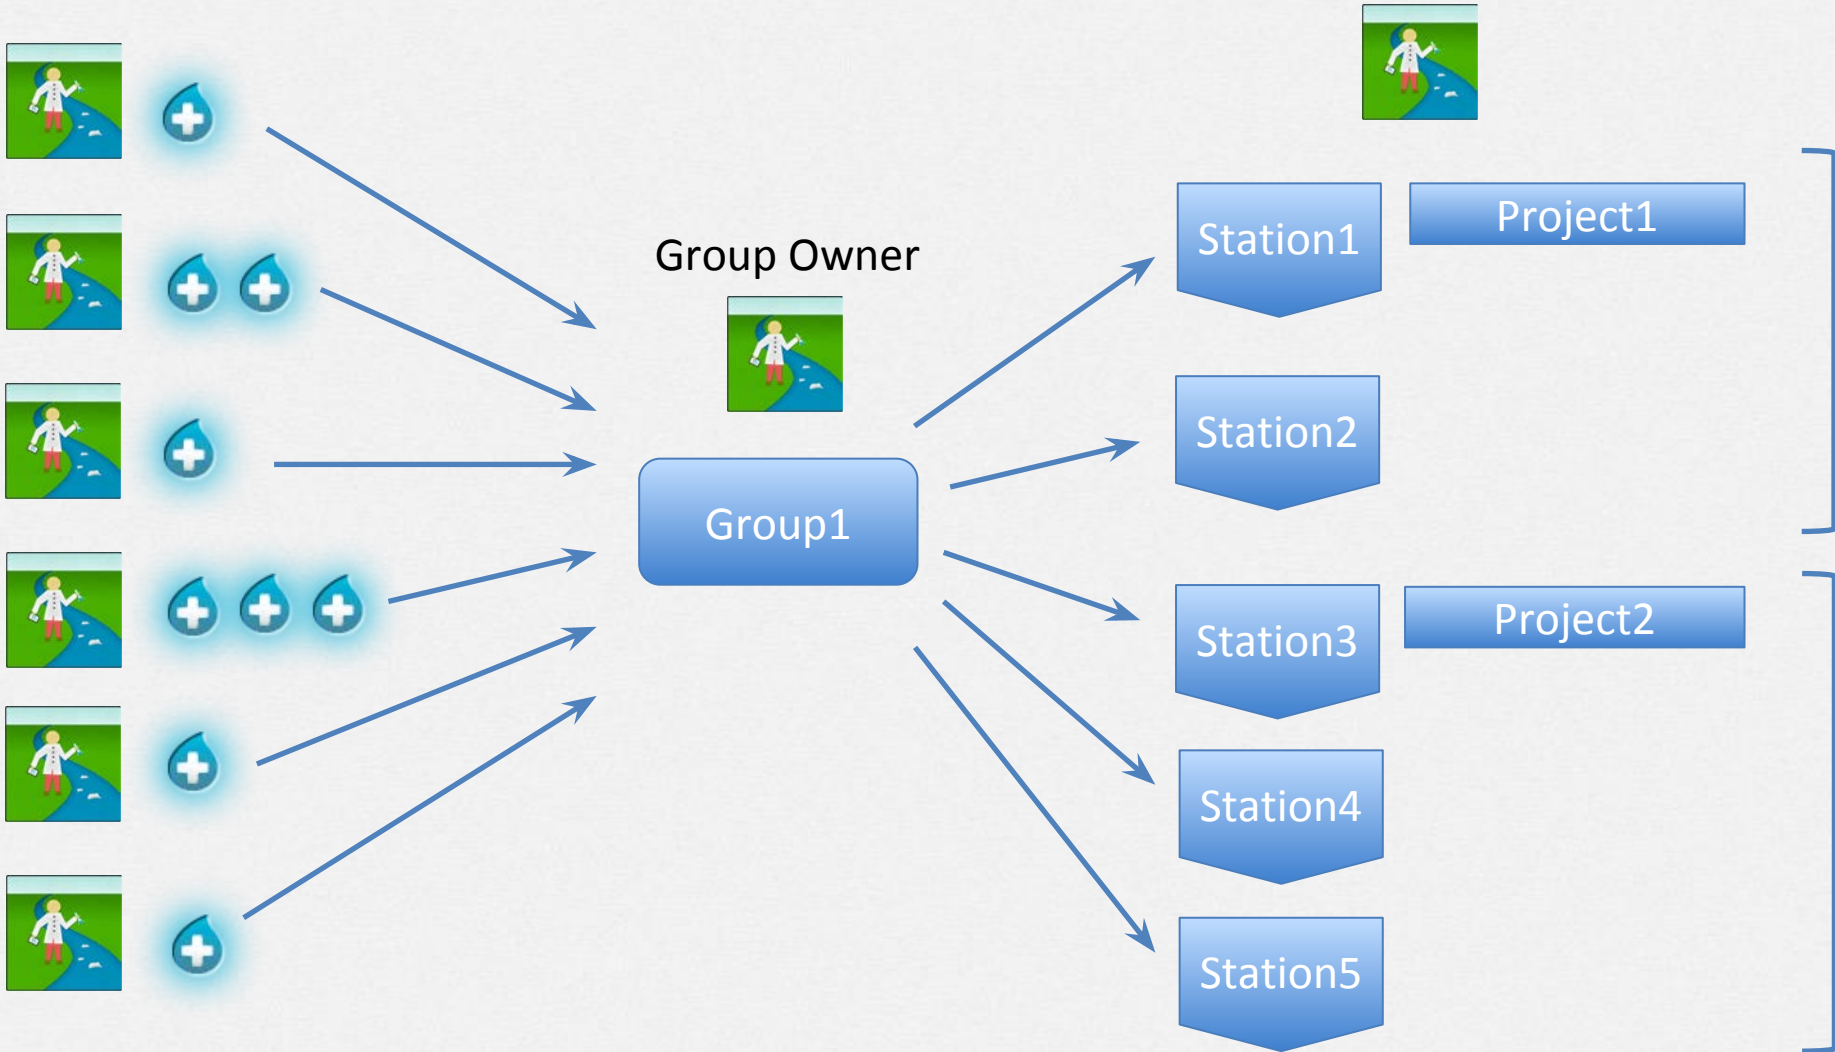 Group Owner
Group1
Station1
Project1
Station2
Station3
Project2
Station4
Station5